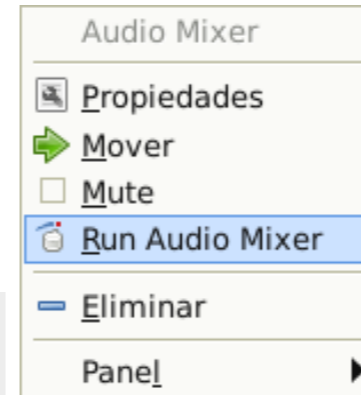 Audio Mixer
Propiedades
Mover
Mute
Run Audio Mixer
Eliminar
Panel